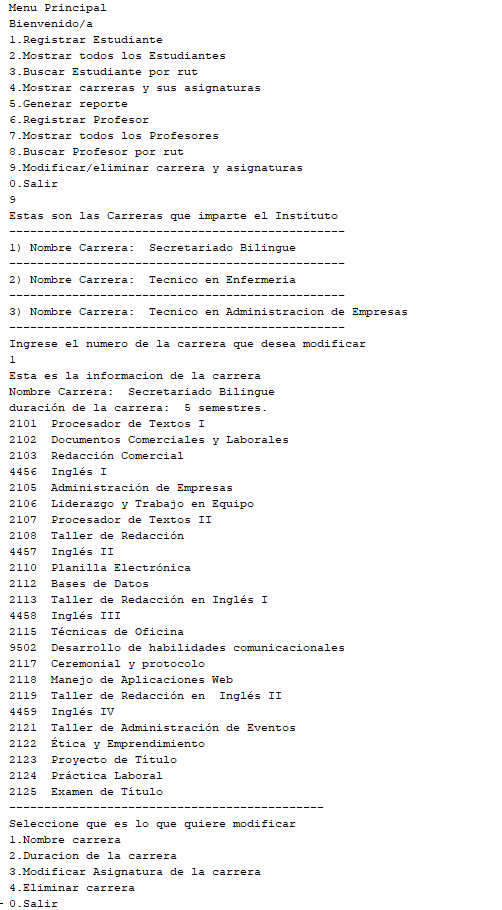 Menu Principal
Bienvenido/a
1.Registrar Estudiante
2.Mostrar todos los Estudiantes
3.Buscar Estudiante por rut
4.Mostrar carreras y sus asignaturas
5.Generar reporte
6.Registrar Profesor
7.Mostrar todos los Profesores
8.Buscar Profesor por rut
9.Modificar/eliminar carrera y asignaturas
0.Salir
9
Estas son las Carreras que imparte el Instituto
------------------------------------------------
1) Nombre Carrera:  Secretariado Bilingue
------------------------------------------------
2) Nombre Carrera:  Tecnico en Enfermeria
------------------------------------------------
3) Nombre Carrera:  Tecnico en Administracion de Empresas
------------------------------------------------
Ingrese el numero de la carrera que desea modificar
1
Esta es la informacion de la carrera
Nombre Carrera:  Secretariado Bilingue
duración de la carrera:  5 semestres.
2101  Procesador de Textos I
2102  Documentos Comerciales y Laborales
2103  Redacción Comercial
4456  Inglés I
2105  Administración de Empresas
2106  Liderazgo y Trabajo en Equipo
2107  Procesador de Textos II
2108  Taller de Redacción
4457  Inglés II
2110  Planilla Electrónica
2112  Bases de Datos
2113  Taller de Redacción en Inglés I
4458  Inglés III
2115  Técnicas de Oficina
9502  Desarrollo de habilidades comunicacionales
2117  Ceremonial y protocolo
2118  Manejo de Aplicaciones Web
2119  Taller de Redacción en  Inglés II
4459  Inglés IV
2121  Taller de Administración de Eventos
2122  Ética y Emprendimiento
2123  Proyecto de Título
2124  Práctica Laboral
2125  Examen de Título
---------------------------------------------
Seleccione que es lo que quiere modificar
1.Nombre carrera
2.Duracion de la carrera
3.Modificar Asignatura de la carrera
4.Eliminar carrera
0.Salir